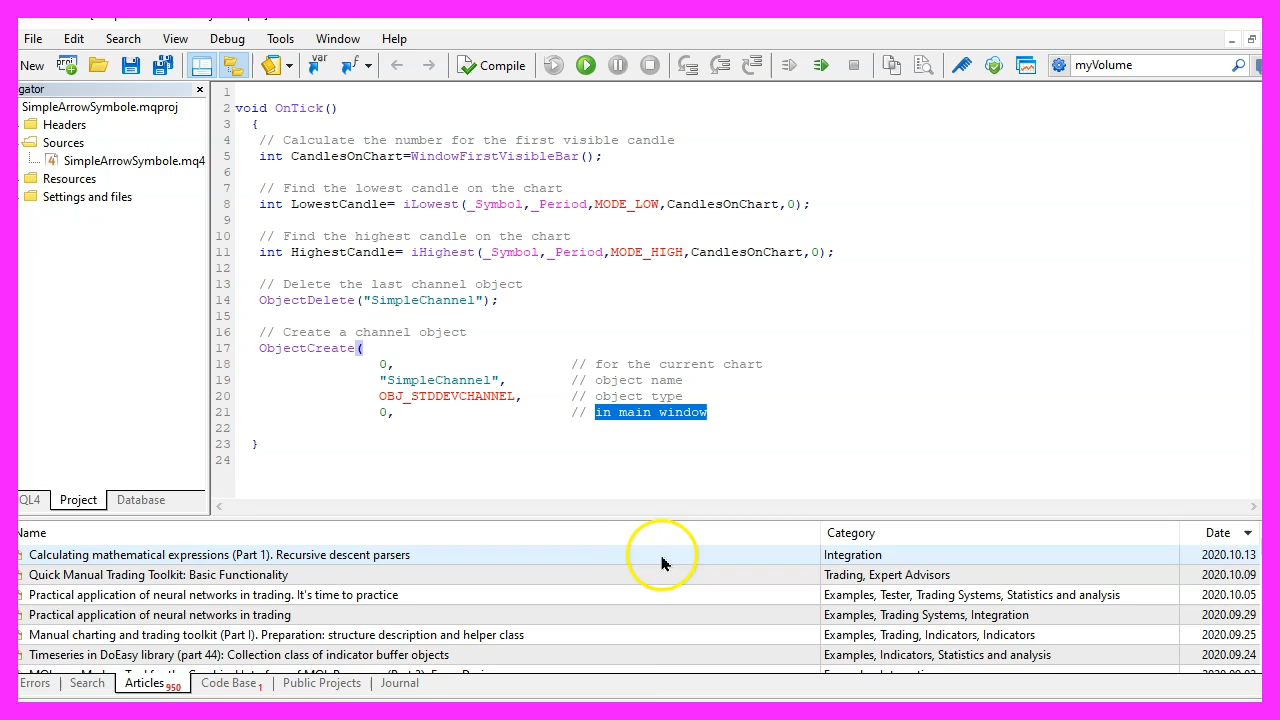 File Edit Search View Debug Tools Window Help
New Compile myVolume
gator
SimpleArrowSymbole.mqproj
Headers
Sources
SimpleArrowSymbole.mq4
Resources
Settings and files
QL4 Project Database
1
2 void OnTick()
3 {
4 // Calculate the number for the first visible candle
5 int CandlesOnChart=WindowFirstVisibleBar();
6
7 // Find the lowest candle on the chart
8 int LowestCandle= iLowest(_Symbol,_Period,MODE_LOW,CandlesOnChart,0);
9
10 // Find the highest candle on the chart
11 int HighestCandle= iHighest(_Symbol,_Period,MODE_HIGH,CandlesOnChart,0);
12
13 // Delete the last channel object
14 ObjectDelete("SimpleChannel");
15
16 // Create a channel object
17 ObjectCreate(
18 0, // for the current chart
19 "SimpleChannel", // object name
20 OBJ_STDDEVCHANNEL, // object type
21 0, // in main window
22
23 }
24
Name Category Date
Calculating mathematical expressions (Part 1). Recursive descent parsers Integration 2020.10.13
Quick Manual Trading Toolkit: Basic Functionality Trading, Expert Advisors 2020.10.09
Practical application of neural networks in trading. It's time to practice Examples, Tester, Trading Systems, Statistics and analysis 2020.10.05
Practical application of neural networks in trading Examples, Trading Systems, Integration 2020.09.29
Manual charting and trading toolkit (Part I). Preparation: structure description and helper class Examples, Trading, Indicators, Indicators 2020.09.25
Timeseries in DoEasy library (part 44): Collection class of indicator buffer objects Examples, Indicators, Statistics and analysis 2020.09.24
Errors Search Articles 950 Code Base 1 Public Projects Journal